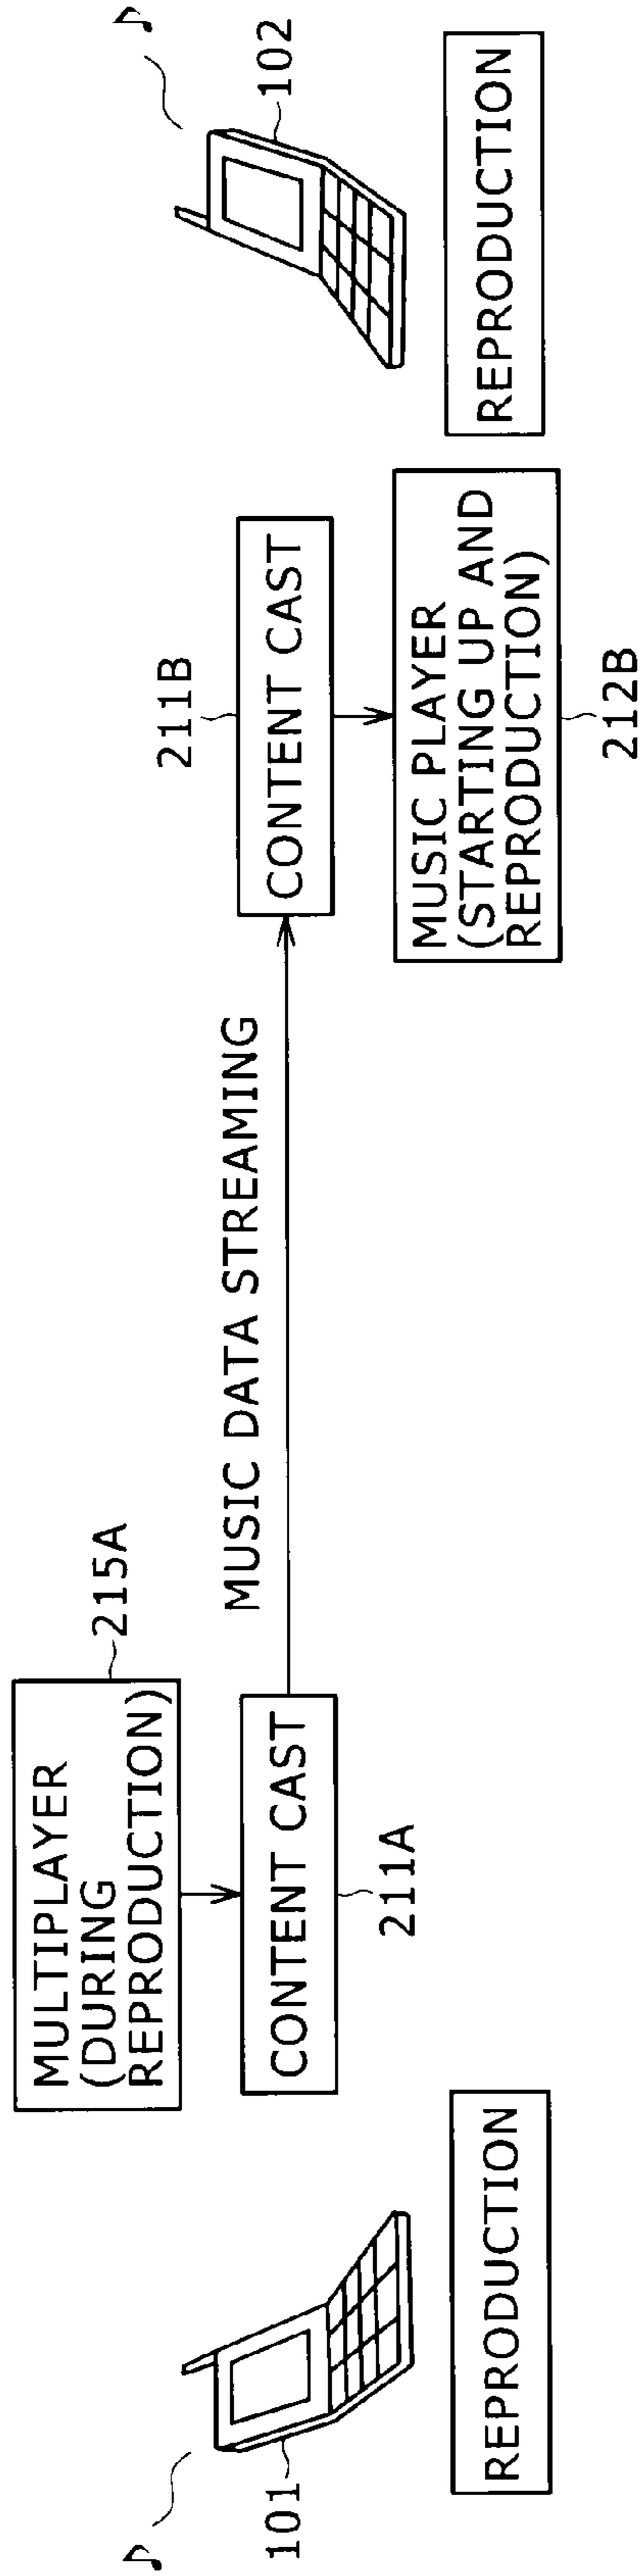 ♪
101
REPRODUCTION
MULTIPLAYER
(DURING
REPRODUCTION)
215A
CONTENT CAST
211A
MUSIC DATA STREAMING
211B
CONTENT CAST
MUSIC PLAYER
(STARTING UP AND
REPRODUCTION)
212B
♪
102
REPRODUCTION